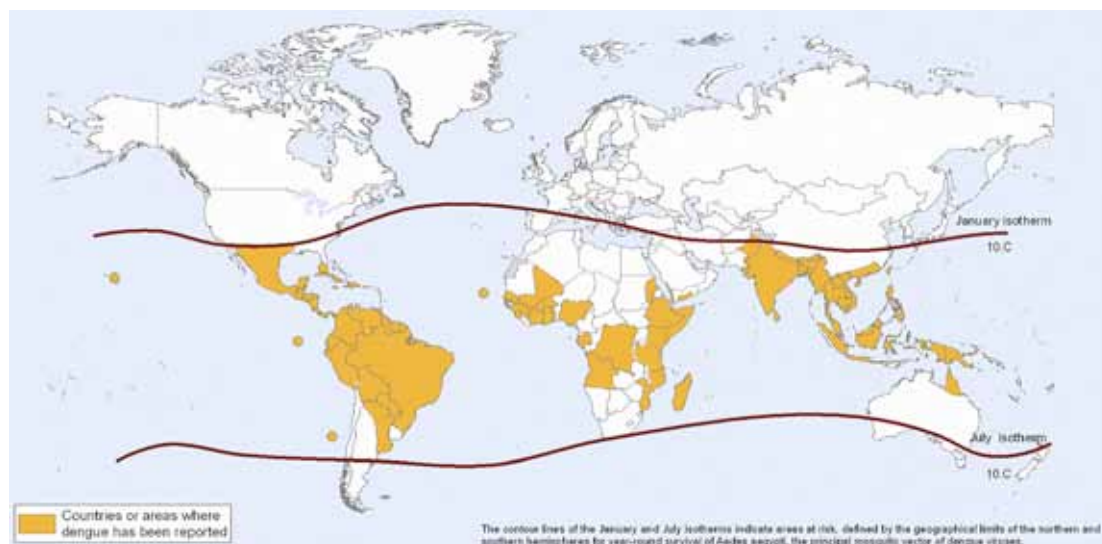 January isotherm
10.C
July isotherm
10.C
Countries or areas where
dengue has been reported
The contour lines of the January and July isotherms indicate areas at risk, defined by the geographical limits of the northern and
southern hemispheres for year-round survival of Aedes aegypti, the principal mosquito vector of dengue viruses.